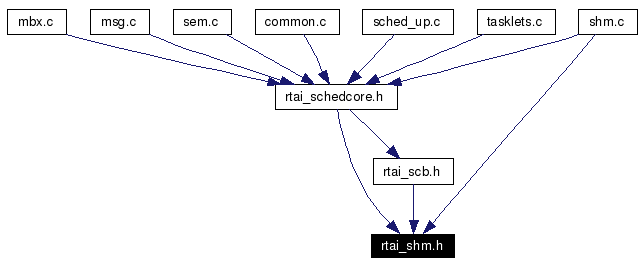 mbx.c
msg.c
sem.c
common.c
sched_up.c
tasklets.c
shm.c
rtai_schedcore.h
rtai_scb.h
rtai_shm.h